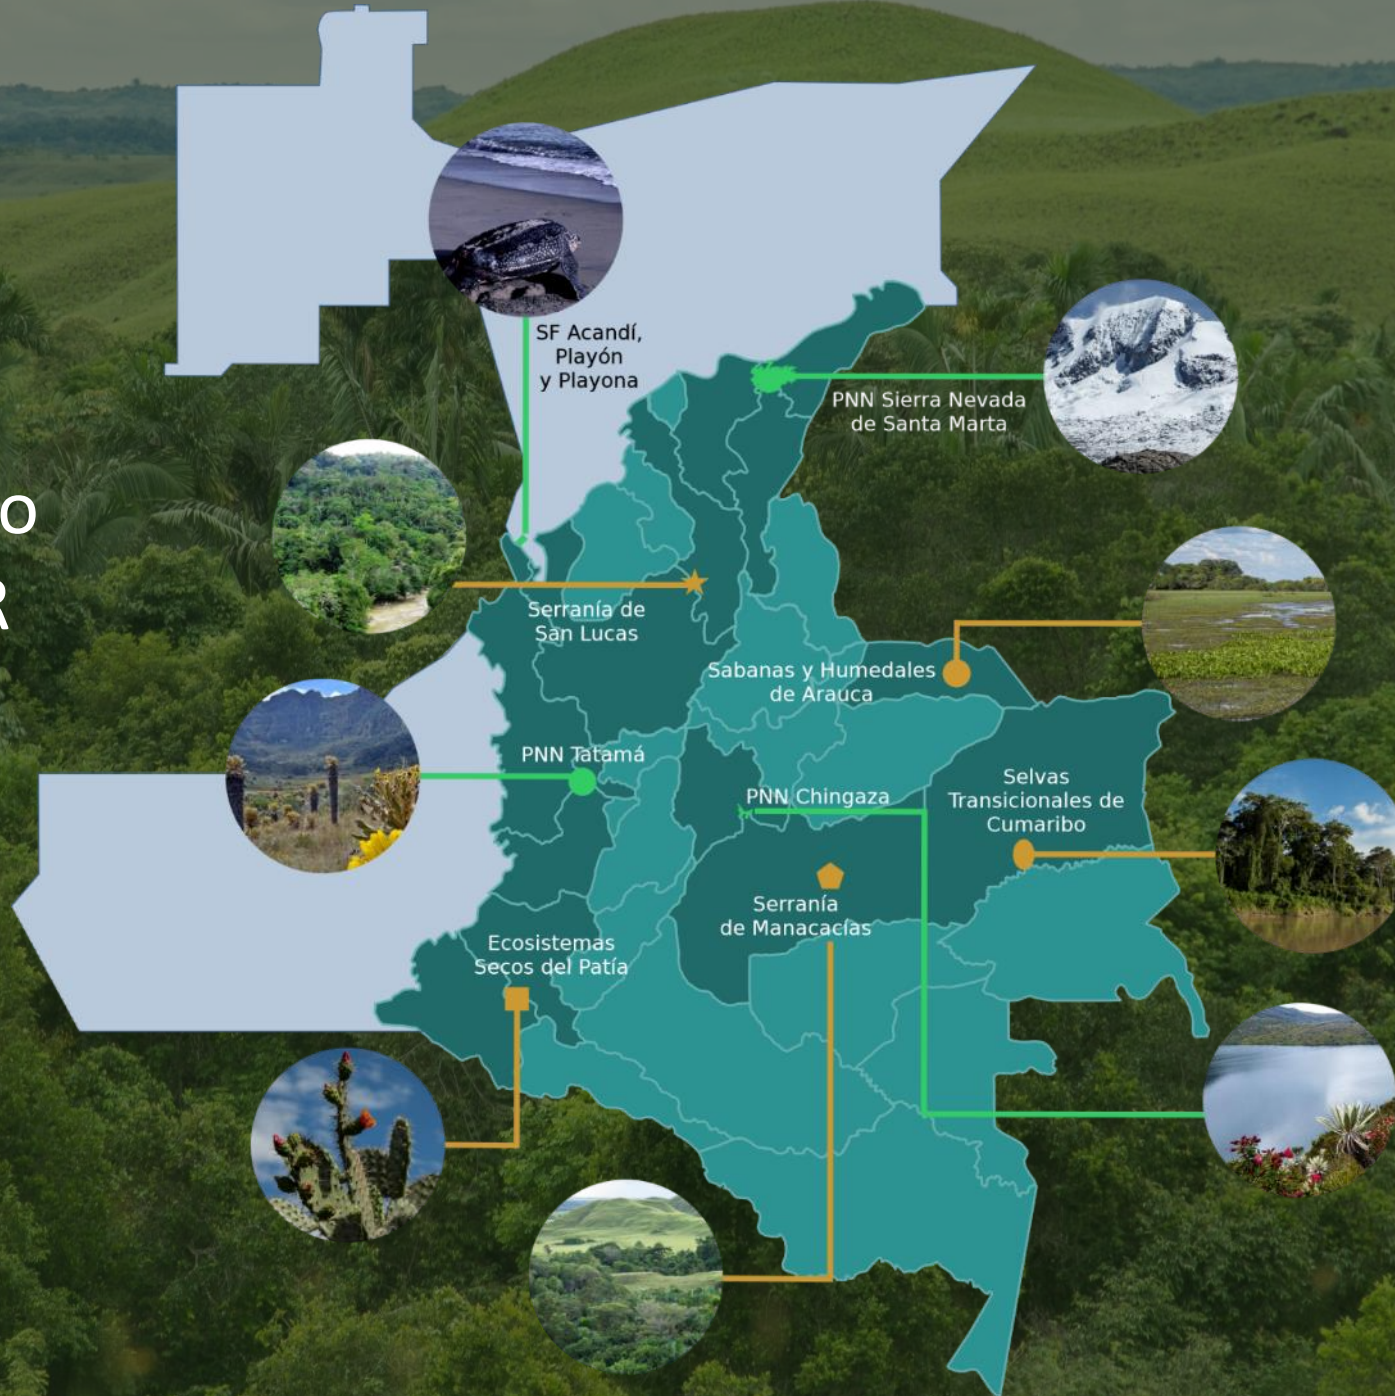 SF Acandí,
Playón
y Playona
PNN Sierra Nevada
de Santa Marta
O
R
Serranía de
San Lucas
Sabanas y Humedales
de Arauca
PNN Tatamá
Selvas
Transicionales de
Cumaribo
PNN Chingaza
Serranía
de Manacacías
Ecosistemas
Secos del Patía